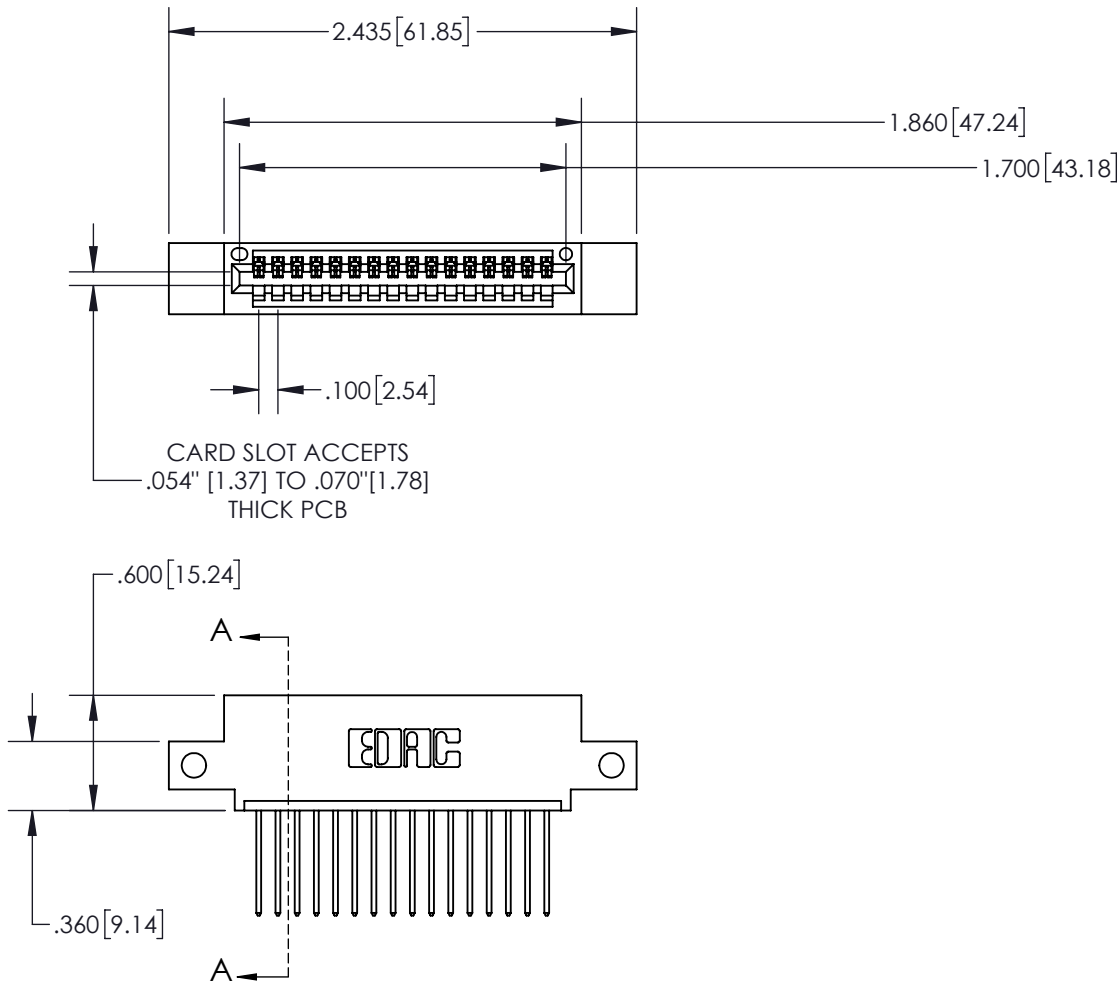 2.435[61.85]
1.860[47.24]
1.700[43.18]
.100[2.54]
CARD SLOT ACCEPTS
.054" [1.37] TO .070"[1.78]
THICK PCB
.600[15.24]
A
EDAC
.360[9.14]
A